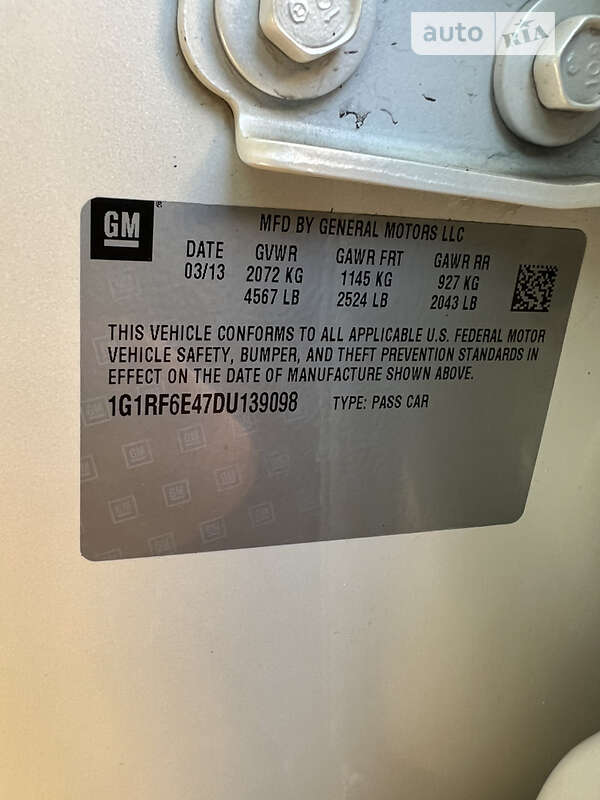 auto RIA
GM
MFD BY GENERAL MOTORS LLC
DATE GVWR GAWR FRT GAWR RR
03/13 2072 KG 1145 KG 927 KG
4567 LB 2524 LB 2043 LB
THIS VEHICLE CONFORMS TO ALL APPLICABLE U.S. FEDERAL MOTOR
VEHICLE SAFETY, BUMPER, AND THEFT PREVENTION STANDARDS IN
EFFECT ON THE DATE OF MANUFACTURE SHOWN ABOVE.
1G1RF6E47DU139098 TYPE: PASS CAR